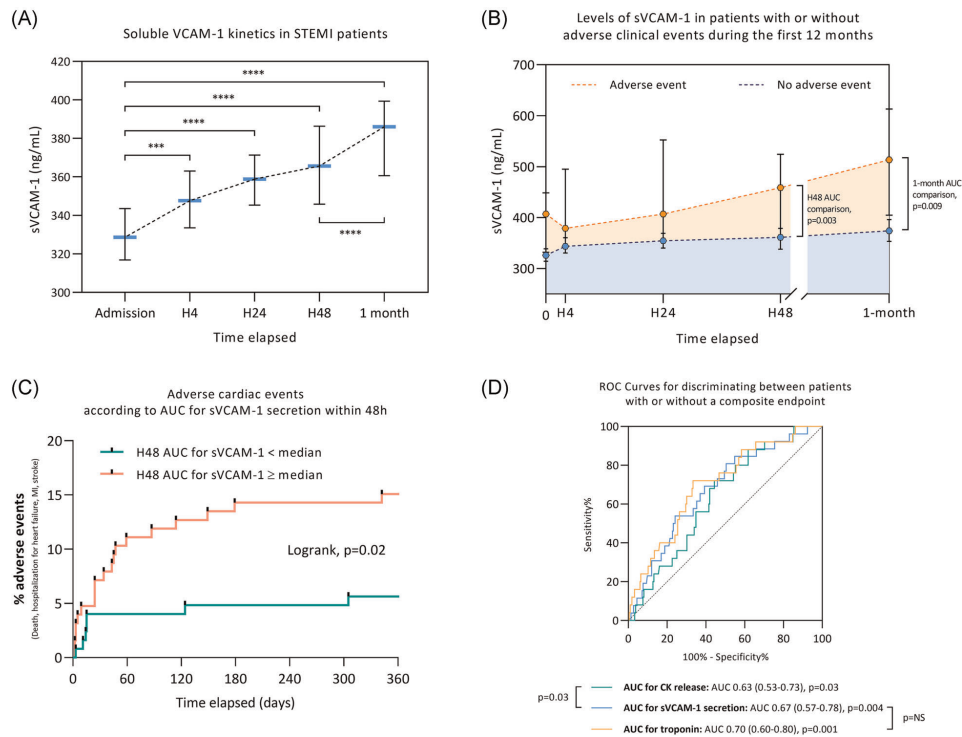 (A)
Soluble VCAM-1 kinetics in STEMI patients
sVCAM-1 (ng/mL)
420
400
380
360
340
320
300
****
****
****
***
****
Admission H4 H24 H48 1 month
Time elapsed
(B)
Levels of sVCAM-1 in patients with or without
adverse clinical events during the first 12 months
sVCAM-1 (ng/mL)
700
600
500
400
300
Adverse event
No adverse event
H48 AUC
comparison,
p=0.003
1-month AUC
comparison,
p=0.009
0 H4 H24 H48 1-month
Time elapsed
(C)
Adverse cardiac events
according to AUC for sVCAM-1 secretion within 48h
% adverse events
(Death, hospitalization for heart failure, MI, stroke)
20
15
10
5
0
H48 AUC for sVCAM-1 < median
H48 AUC for sVCAM-1 ≥ median
Logrank, p=0.02
0 60 120 180 240 300 360
Time elapsed (days)
(D)
ROC Curves for discriminating between patients
with or without a composite endpoint
Sensitivity%
100
80
60
40
20
0
0 20 40 60 80 100
100% - Specificity%
p=0.03
AUC for CK release: AUC 0.63 (0.53-0.73), p=0.03
AUC for sVCAM-1 secretion: AUC 0.67 (0.57-0.78), p=0.004
AUC for troponin: AUC 0.70 (0.60-0.80), p=0.001
p=NS